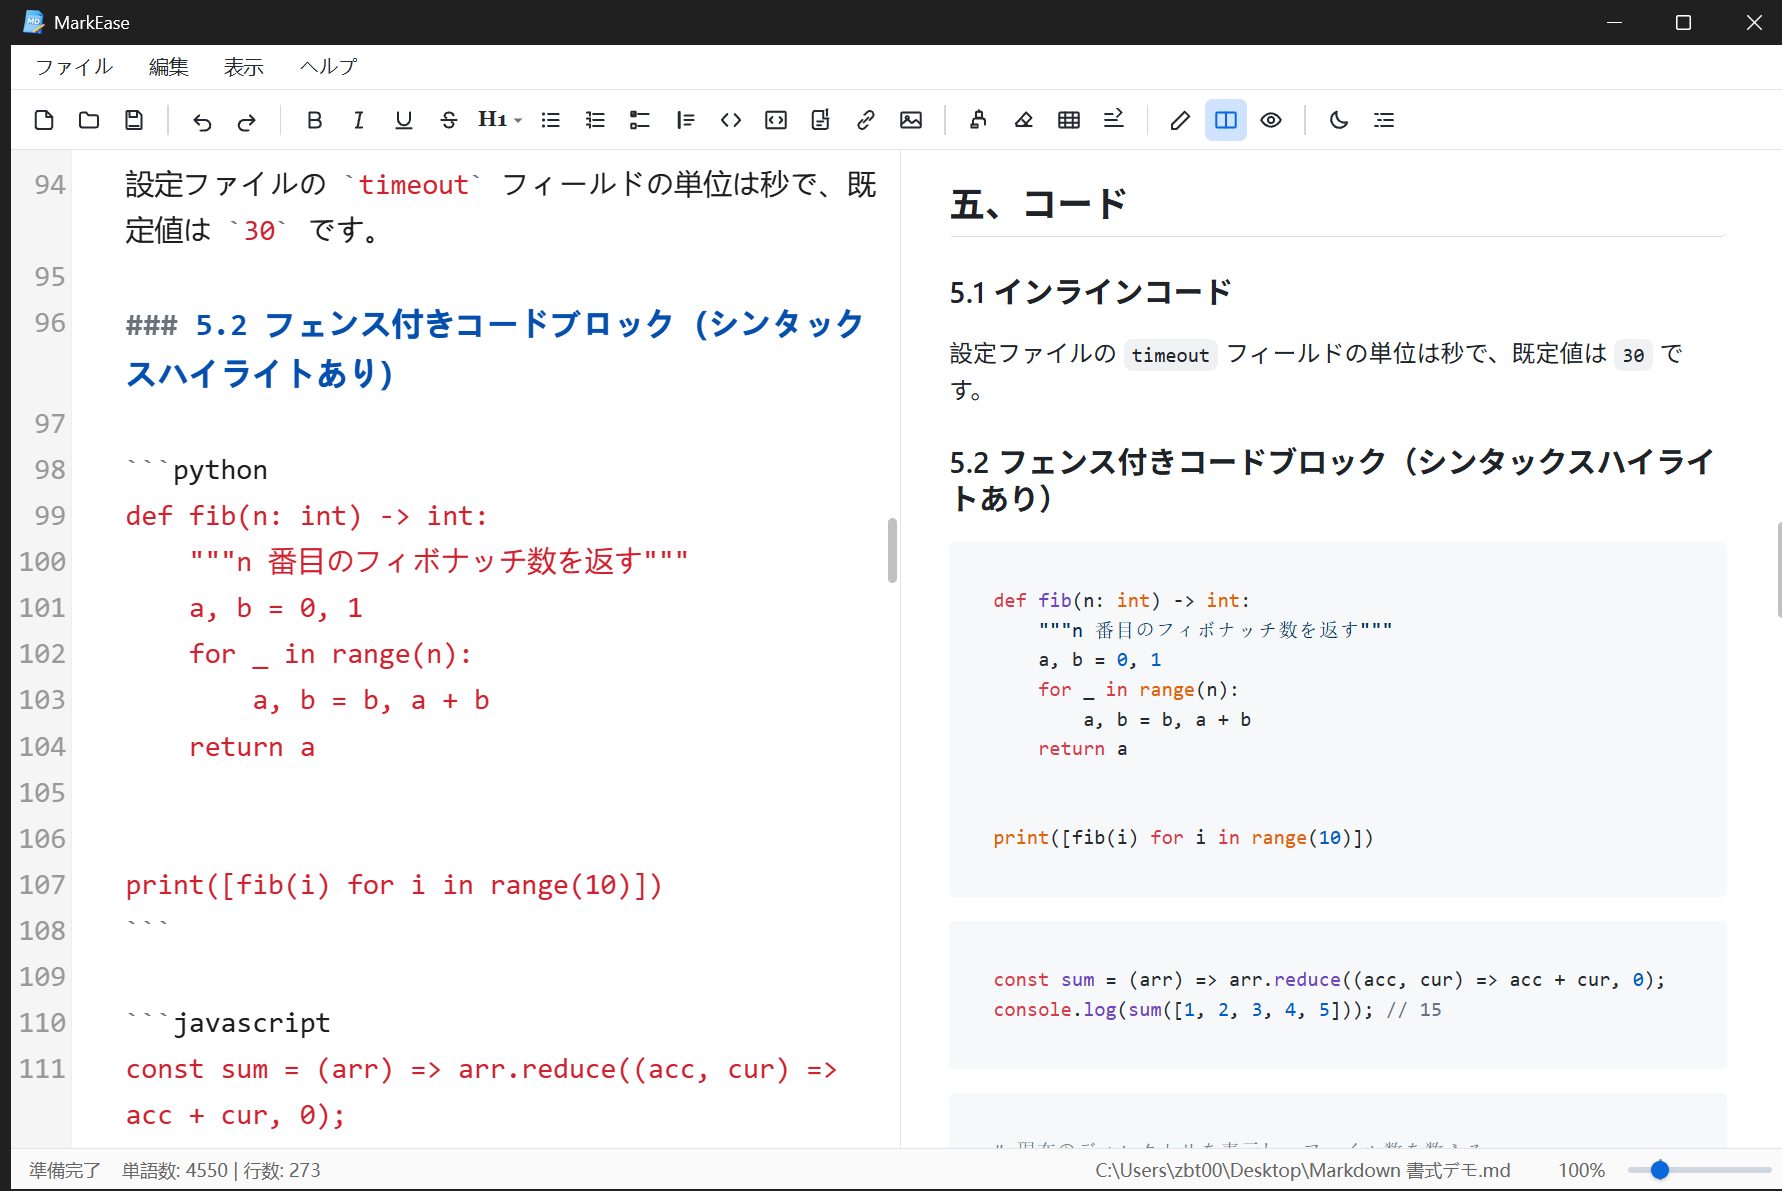 MarkEase
ファイル 編集 表示 ヘルプ
B I U S H1
94 設定ファイルの `timeout` フィールドの単位は秒で、既
定値は `30` です。
95
96 ### 5.2 フェンス付きコードブロック（シンタック
スハイライトあり）
97
98 ```python
99 def fib(n: int) -> int:
100     """n 番目のフィボナッチ数を返す"""
101     a, b = 0, 1
102     for _ in range(n):
103         a, b = b, a + b
104     return a
105
106
107 print([fib(i) for i in range(10)])
108 ```
109
110 ```javascript
111 const sum = (arr) => arr.reduce((acc, cur) =>
acc + cur, 0);
五、コード
5.1 インラインコード
設定ファイルの timeout フィールドの単位は秒で、既定値は 30 で
す。
5.2 フェンス付きコードブロック（シンタックスハイライ
トあり）
def fib(n: int) -> int:
    """n 番目のフィボナッチ数を返す"""
    a, b = 0, 1
    for _ in range(n):
        a, b = b, a + b
    return a
print([fib(i) for i in range(10)])
const sum = (arr) => arr.reduce((acc, cur) => acc + cur, 0);
console.log(sum([1, 2, 3, 4, 5])); // 15
準備完了 単語数: 4550 | 行数: 273
C:\Users\zbt00\Desktop\Markdown 書式デモ.md 100%